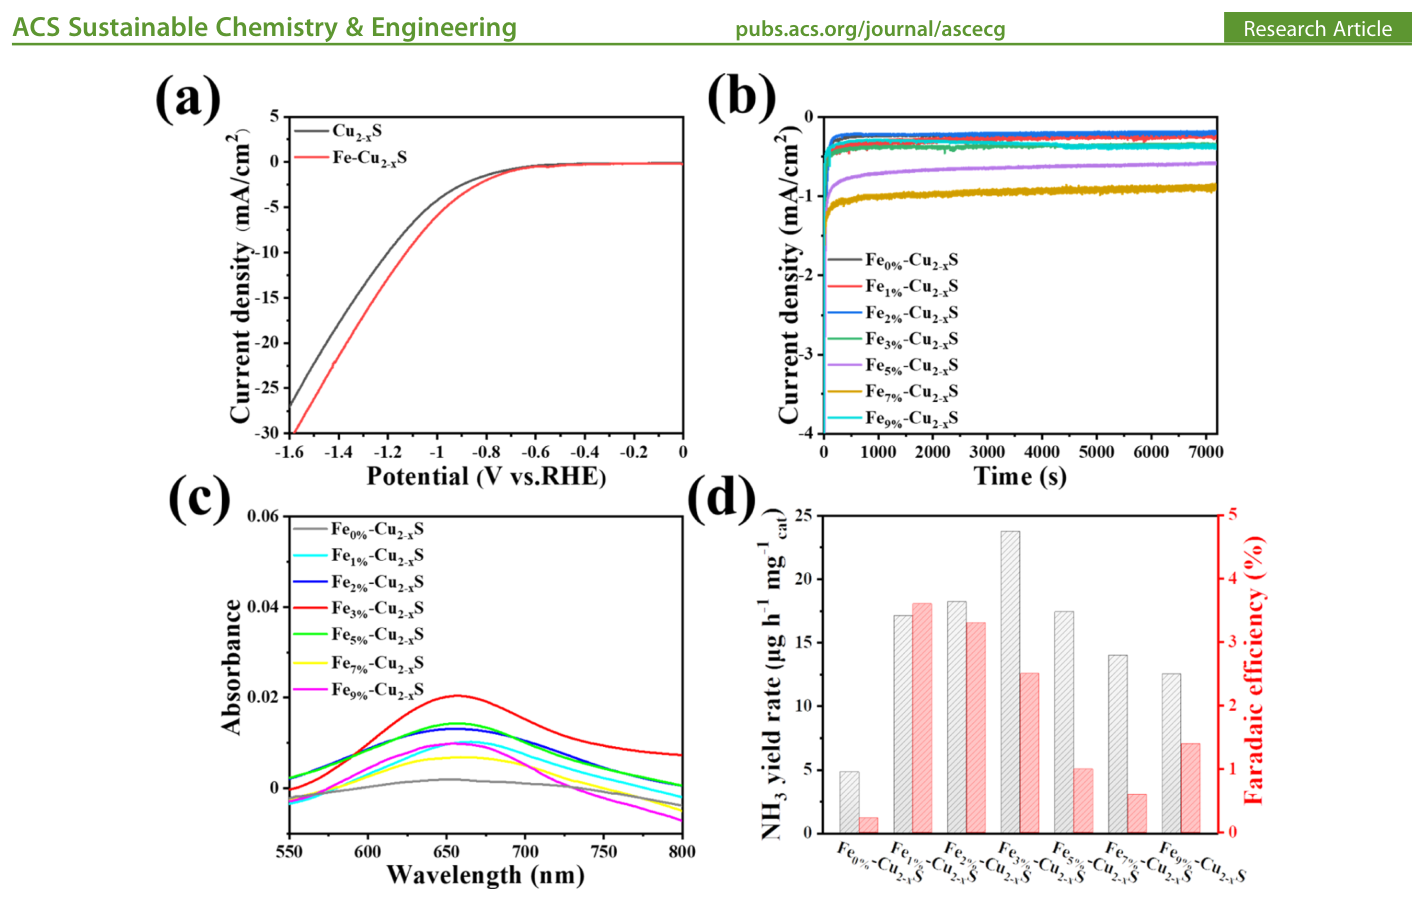 ACS Sustainable Chemistry & Engineering
pubs.acs.org/journal/ascecg
Research Article
(a)
Cu2-xS
Fe-Cu2-xS
5
0
-5
-10
-15
-20
-25
-30
Current density (mA/cm2)
-1.6 -1.4 -1.2 -1 -0.8 -0.6 -0.4 -0.2 0
Potential (V vs.RHE)
(b)
0
-1
-2
-3
-4
Current density (mA/cm2)
Fe0%-Cu2-xS
Fe1%-Cu2-xS
Fe2%-Cu2-xS
Fe3%-Cu2-xS
Fe5%-Cu2-xS
Fe7%-Cu2-xS
Fe9%-Cu2-xS
0 1000 2000 3000 4000 5000 6000 7000
Time (s)
(c)
0.06
0.04
0.02
0
Absorbance
Fe0%-Cu2-xS
Fe1%-Cu2-xS
Fe2%-Cu2-xS
Fe3%-Cu2-xS
Fe5%-Cu2-xS
Fe7%-Cu2-xS
Fe9%-Cu2-xS
550 600 650 700 750 800
Wavelength (nm)
(d)
25
20
15
10
5
0
NH3 yield rate (µg h-1 mg-1cat)
5
4
3
2
1
0
Faradaic efficiency (%)
Fe0%-Cu2-xS
Fe1%-Cu2-xS
Fe2%-Cu2-xS
Fe3%-Cu2-xS
Fe5%-Cu2-xS
Fe7%-Cu2-xS
Fe9%-Cu2-xS